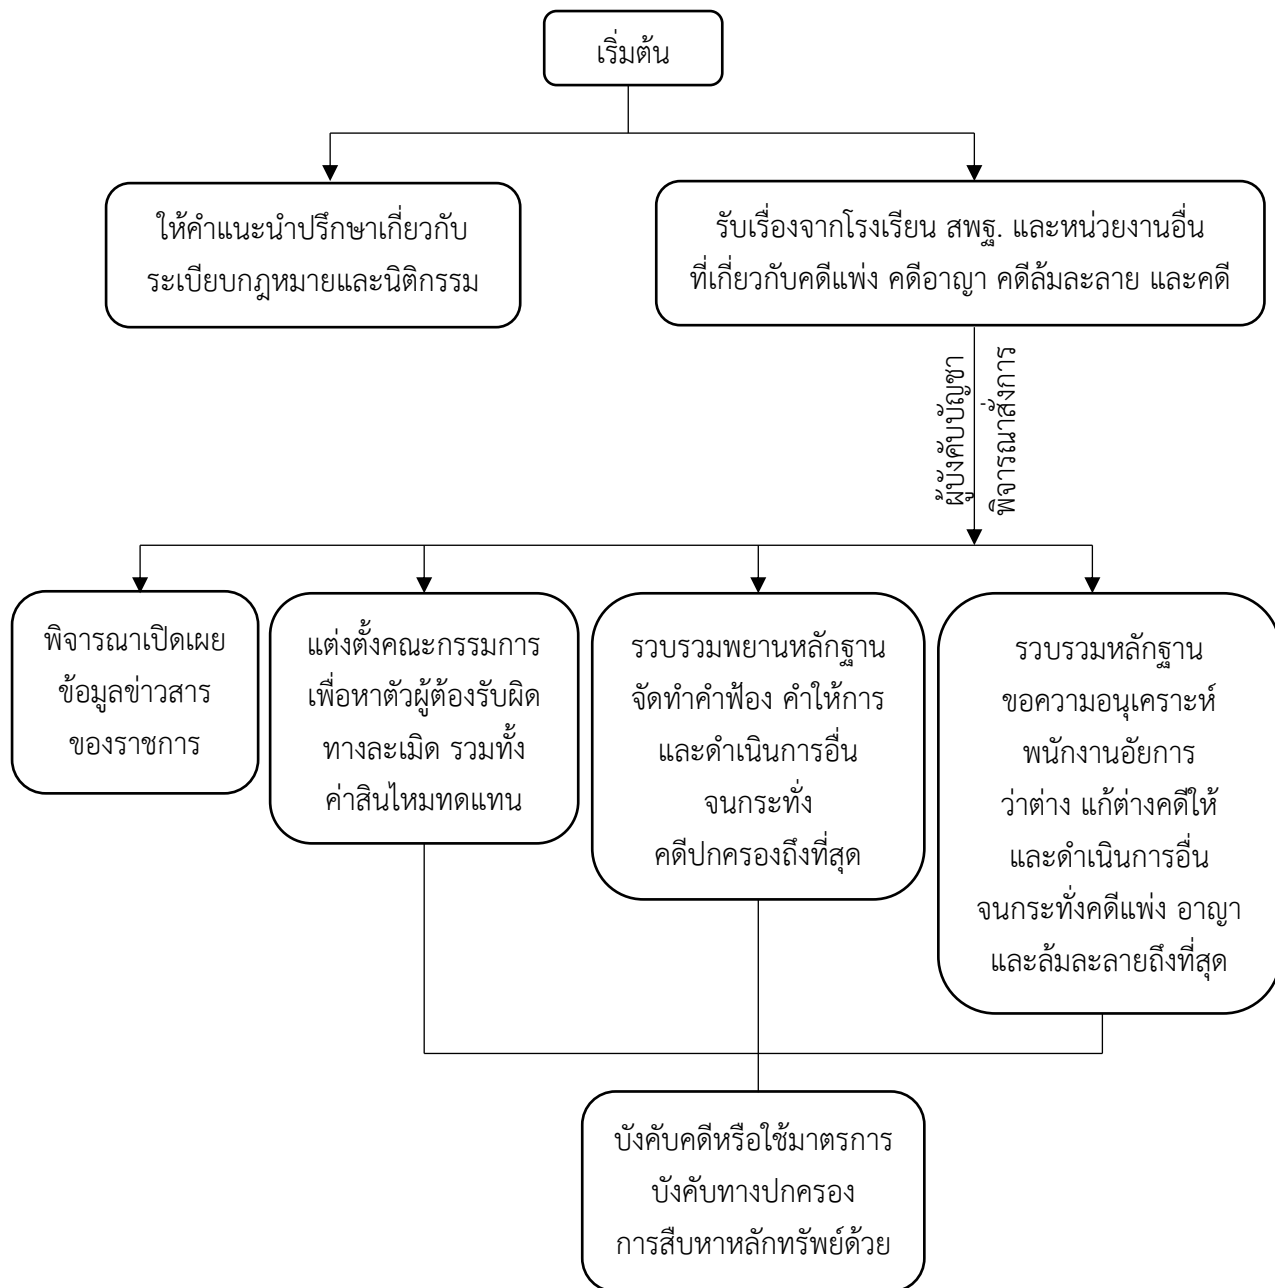 เริ่มต้น
ให้คำแนะนำปรึกษาเกี่ยวกับ
ระเบียบกฎหมายและนิติกรรม
รับเรื่องจากโรงเรียน สพฐ. และหน่วยงานอื่น
ที่เกี่ยวกับคดีแพ่ง คดีอาญา คดีล้มละลาย และคดี
ผู้บังคับบัญชา
พิจารณาสั่งการ
พิจารณาเปิดเผย
ข้อมูลข่าวสาร
ของราชการ
แต่งตั้งคณะกรรมการ
เพื่อหาตัวผู้ต้องรับผิด
ทางละเมิด รวมทั้ง
ค่าสินไหมทดแทน
รวบรวมพยานหลักฐาน
จัดทำคำฟ้อง คำให้การ
และดำเนินการอื่น
จนกระทั่ง
คดีปกครองถึงที่สุด
รวบรวมหลักฐาน
ขอความอนุเคราะห์
พนักงานอัยการ
ว่าต่าง แก้ต่างคดีให้
และดำเนินการอื่น
จนกระทั่งคดีแพ่ง อาญา
และล้มละลายถึงที่สุด
บังคับคดีหรือใช้มาตรการ
บังคับทางปกครอง
การสืบหาหลักทรัพย์ด้วย